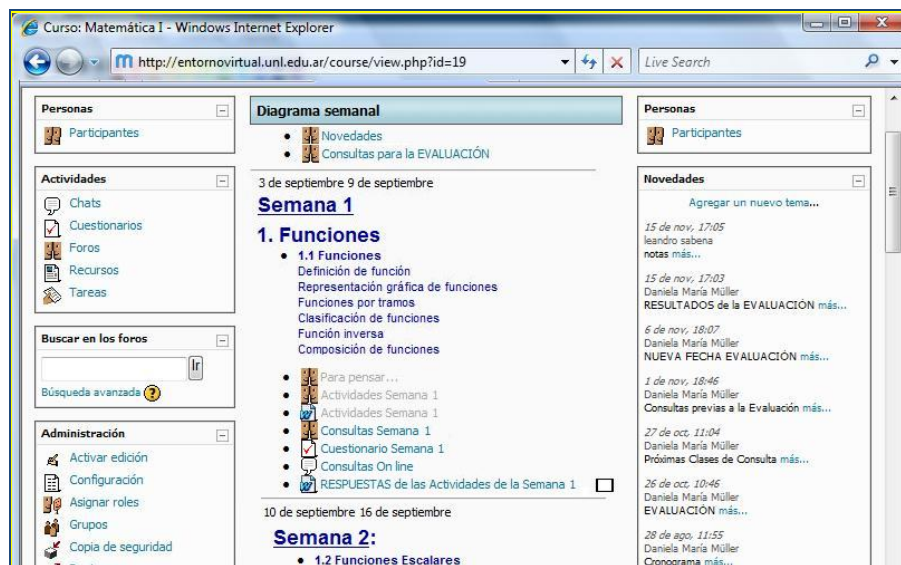 Curso: Matemática I - Windows Internet Explorer
http://entornovirtual.unl.edu.ar/course/view.php?id=19
Live Search
Personas
Participantes
Actividades
Chats
Cuestionarios
Foros
Recursos
Tareas
Buscar en los foros
Ir
Búsqueda avanzada ?
Administración
Activar edición
Configuración
Asignar roles
Grupos
Copia de seguridad
Diagrama semanal
Novedades
Consultas para la EVALUACIÓN
3 de septiembre 9 de septiembre
Semana 1
1. Funciones
1.1 Funciones
Definición de función
Representación gráfica de funciones
Funciones por tramos
Clasificación de funciones
Función inversa
Composición de funciones
Para pensar...
Actividades Semana 1
Actividades Semana 1
Consultas Semana 1
Cuestionario Semana 1
Consultas On line
RESPUESTAS de las Actividades de la Semana 1
10 de septiembre 16 de septiembre
Semana 2:
1.2 Funciones Escalares
Personas
Participantes
Novedades
Agregar un nuevo tema...
15 de nov, 17:05
leandro sabena
notas más...
15 de nov, 17:03
Daniela María Müller
RESULTADOS de la EVALUACIÓN más...
6 de nov, 18:07
Daniela María Müller
NUEVA FECHA EVALUACIÓN más...
1 de nov, 18:46
Daniela María Müller
Consultas previas a la Evaluación más...
27 de oct, 11:04
Daniela María Müller
Próximas Clases de Consulta más...
26 de oct, 10:46
Daniela María Müller
EVALUACIÓN más...
28 de ago, 11:55
Daniela María Müller
Cronograma más...